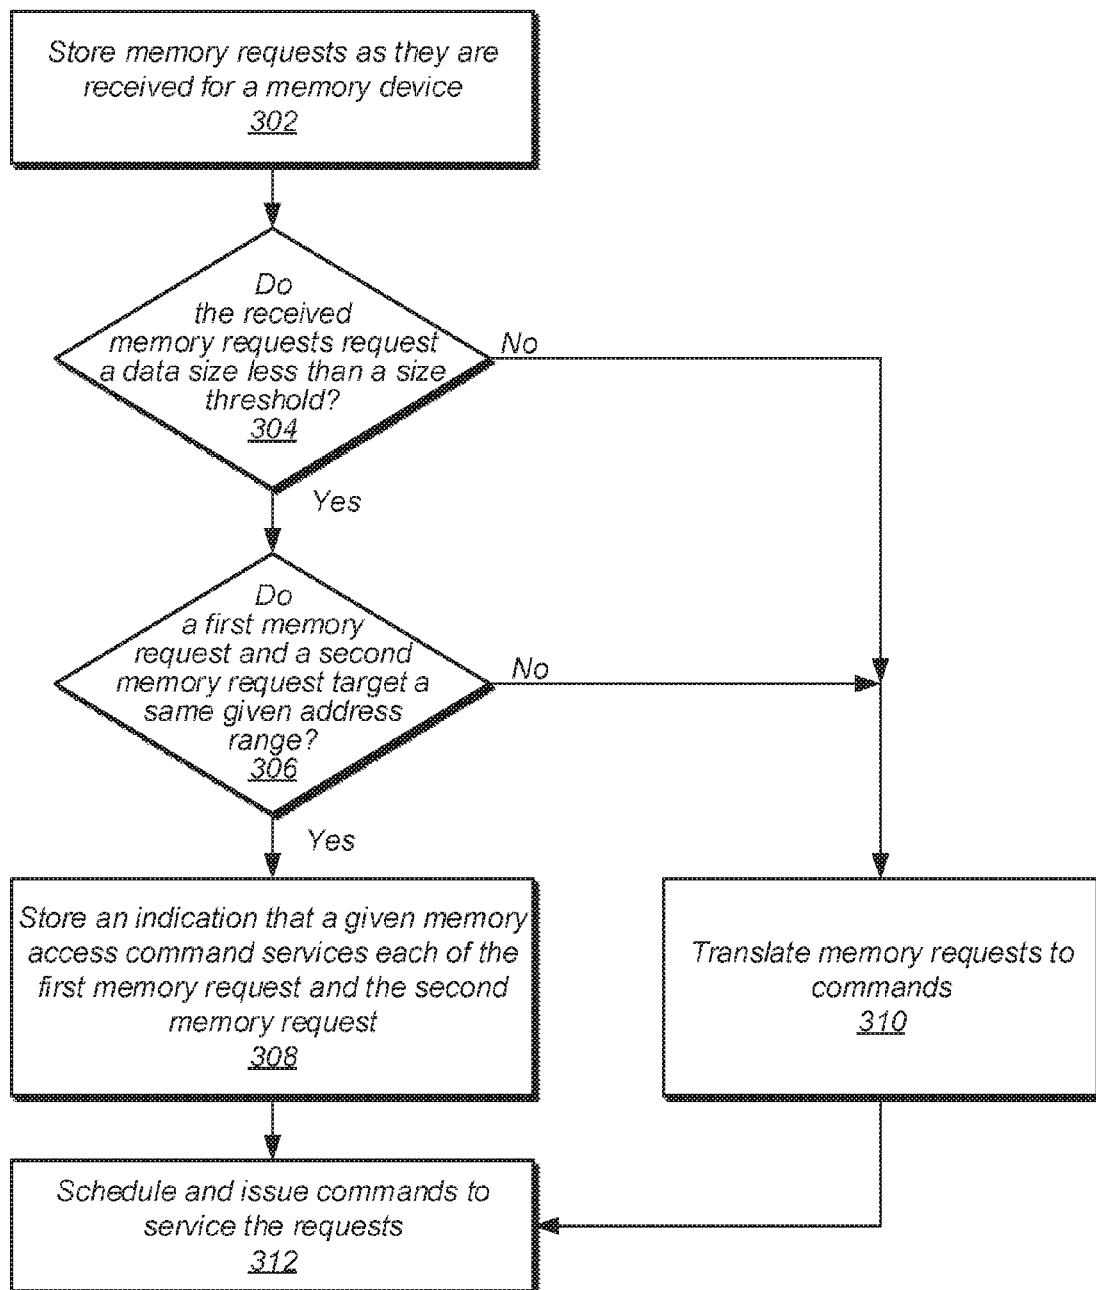 Store memory requests as they are
received for a memory device
302
Do
the received
memory requests request
a data size less than a size
threshold?
304
No
Yes
Do
a first memory
request and a second
memory request target a
same given address
range?
306
No
Yes
Store an indication that a given memory
access command services each of the
first memory request and the second
memory request
308
Translate memory requests to
commands
310
Schedule and issue commands to
service the requests
312